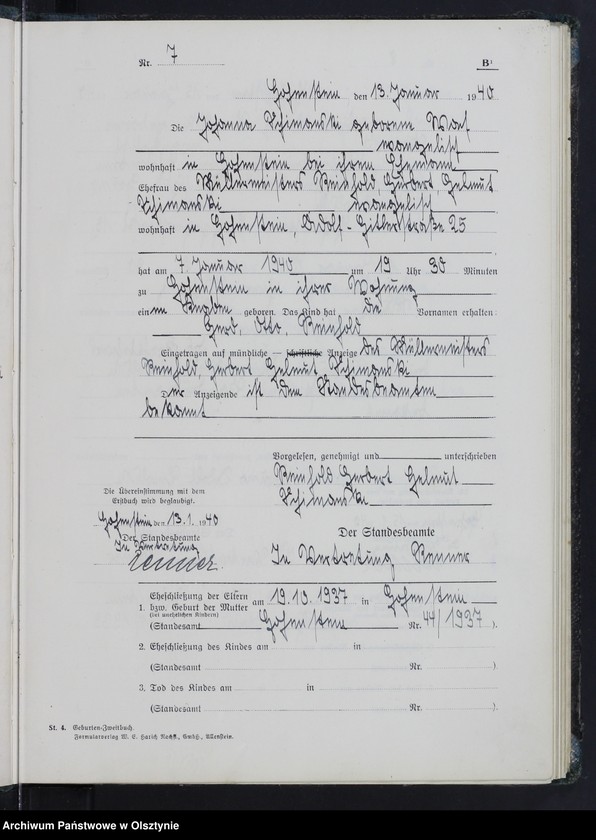 Nr. 7
B¹
Hohenstein den 13. Januar 1940
Die Johanna Schimanski geborene
evangelisch
wohnhaft in Hohenstein bei ihrem Ehemann
Ehefrau des Müllermeisters Reinhold, Herbert, Helmut
Schimanski evangelisch
wohnhaft in Hohenstein, Adolf-Hitlerstraße 25
hat am 7. Januar 1940 um 19 Uhr 30 Minuten
zu Hohenstein in ihrer Wohnung
einen Knaben geboren. Das Kind hat die Vornamen erhalten:
Gerd, Otto, Reinhold
Eingetragen auf mündliche — schriftliche Anzeige des Müllermeisters
Reinhold, Herbert Helmut Schimanski
Der Anzeigende ist dem Standesbeamten
bekannt
Vorgelesen, genehmigt und unterschrieben
Reinhold Herbert Helmut
Schimanski
Die Übereinstimmung mit dem
Erstbuch wird beglaubigt.
Hohenstein den 13.1. 1940
Der Standesbeamte
In Vertretung
Renner
Der Standesbeamte
In Vertretung Renner
Eheschließung der Eltern am 19.10.1937 in Hohenstein
1. bzw. Geburt der Mutter
(bei unehelichen Kindern)
(Standesamt Hohenstein Nr. 44/1937 ).
2. Eheschließung des Kindes am in
(Standesamt Nr. )
3. Tod des Kindes am in
(Standesamt Nr. ).
St. 4. Geburten-Zweitbuch.
Formularverlag W. E. Harich Nachf., GmbH., Allenstein.
Archiwum Państwowe w Olsztynie